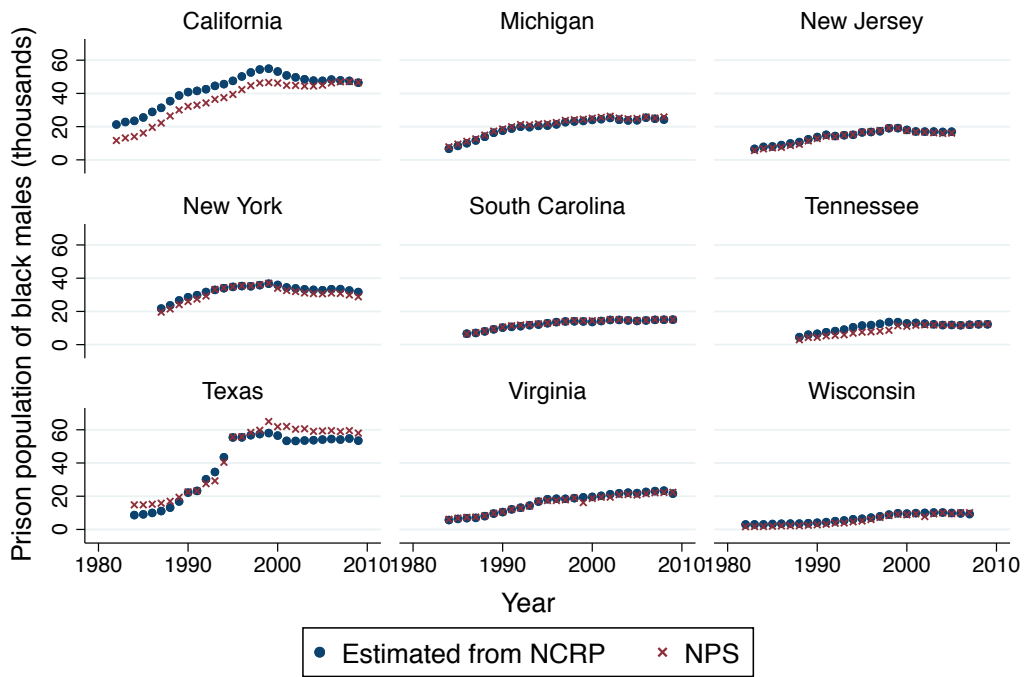 California Michigan New Jersey
60
40
20
0
New York South Carolina Tennessee
60
40
20
0
Texas Virginia Wisconsin
60
40
20
0
Prison population of black males (thousands)
1980 1990 2000 2010 1980 1990 2000 2010 1980 1990 2000 2010
Year
Estimated from NCRP NPS